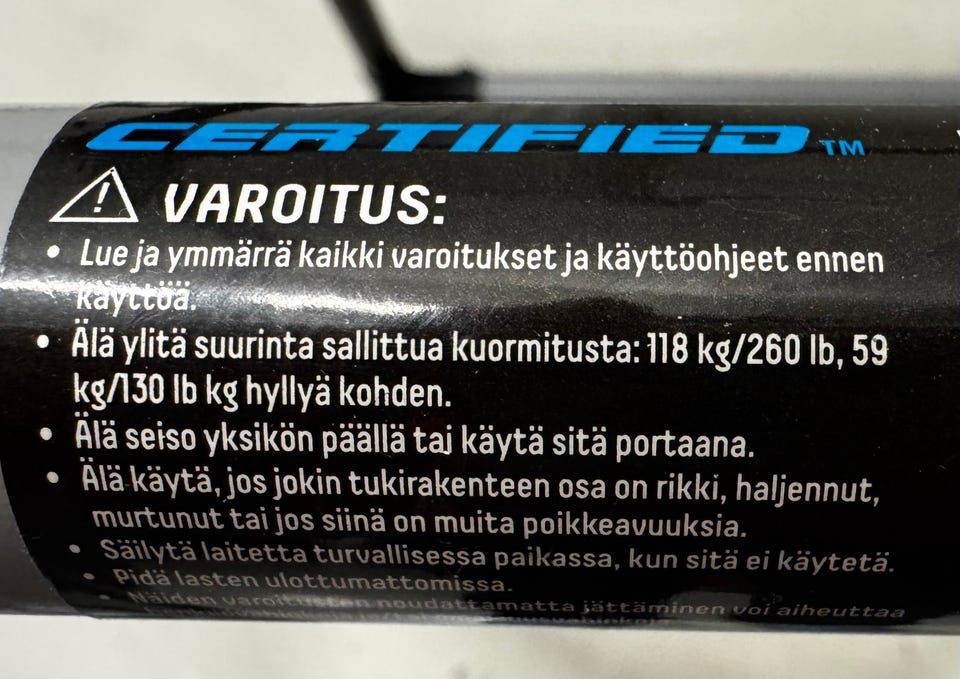 CERTIFIED™
VAROITUS:
• Lue ja ymmärrä kaikki varoitukset ja käyttöohjeet ennen
käyttöä.
• Älä ylitä suurinta sallittua kuormitusta: 118 kg/260 lb, 59
kg/130 lb kg hyllyä kohden.
• Älä seiso yksikön päällä tai käytä sitä portaana.
• Älä käytä, jos jokin tukirakenteen osa on rikki, haljennut,
murtunut tai jos siinä on muita poikkeavuuksia.
• Säilytä laitetta turvallisessa paikassa, kun sitä ei käytetä.
• Pidä lasten ulottumattomissa.
• Näiden varoitusten noudattamatta jättäminen voi aiheuttaa